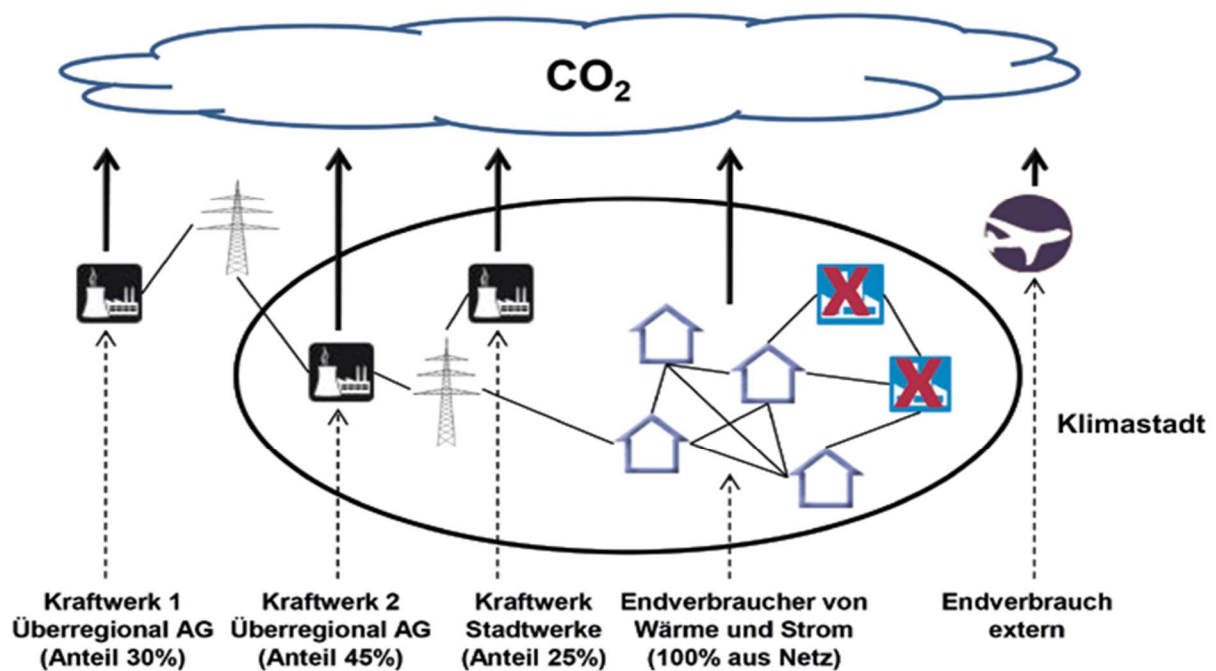 CO₂
Klimastadt
Kraftwerk 1
Überregional AG
(Anteil 30%)
Kraftwerk 2
Überregional AG
(Anteil 45%)
Kraftwerk
Stadtwerke
(Anteil 25%)
Endverbraucher von
Wärme und Strom
(100% aus Netz)
Endverbrauch
extern